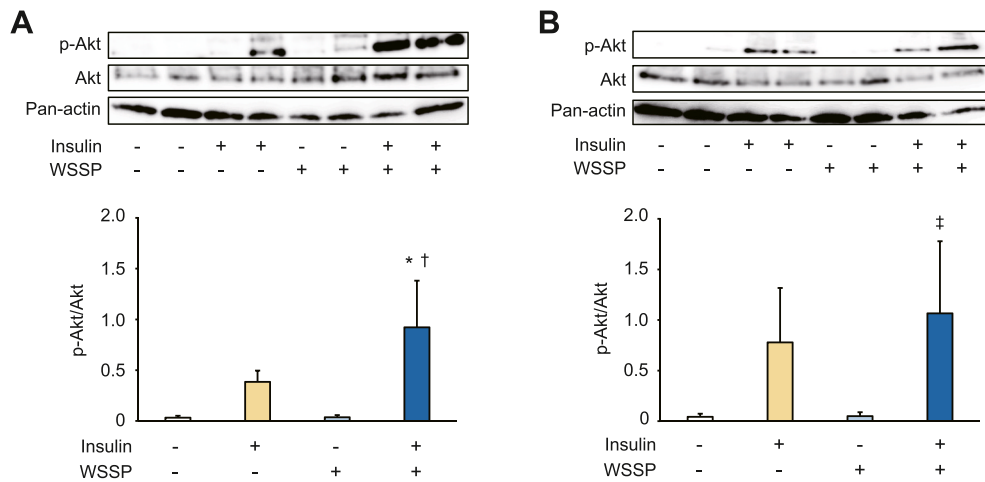 A
p-Akt
Akt
Pan-actin
Insulin - - + + - - + +
WSSP - - - - + + + +
2.0
1.5
1.0
0.5
0
p-Akt/Akt
* †
Insulin - + - +
WSSP - - + +
B
p-Akt
Akt
Pan-actin
Insulin - - + + - - + +
WSSP - - - - + + + +
2.0
1.5
1.0
0.5
0
p-Akt/Akt
‡
Insulin - + - +
WSSP - - + +